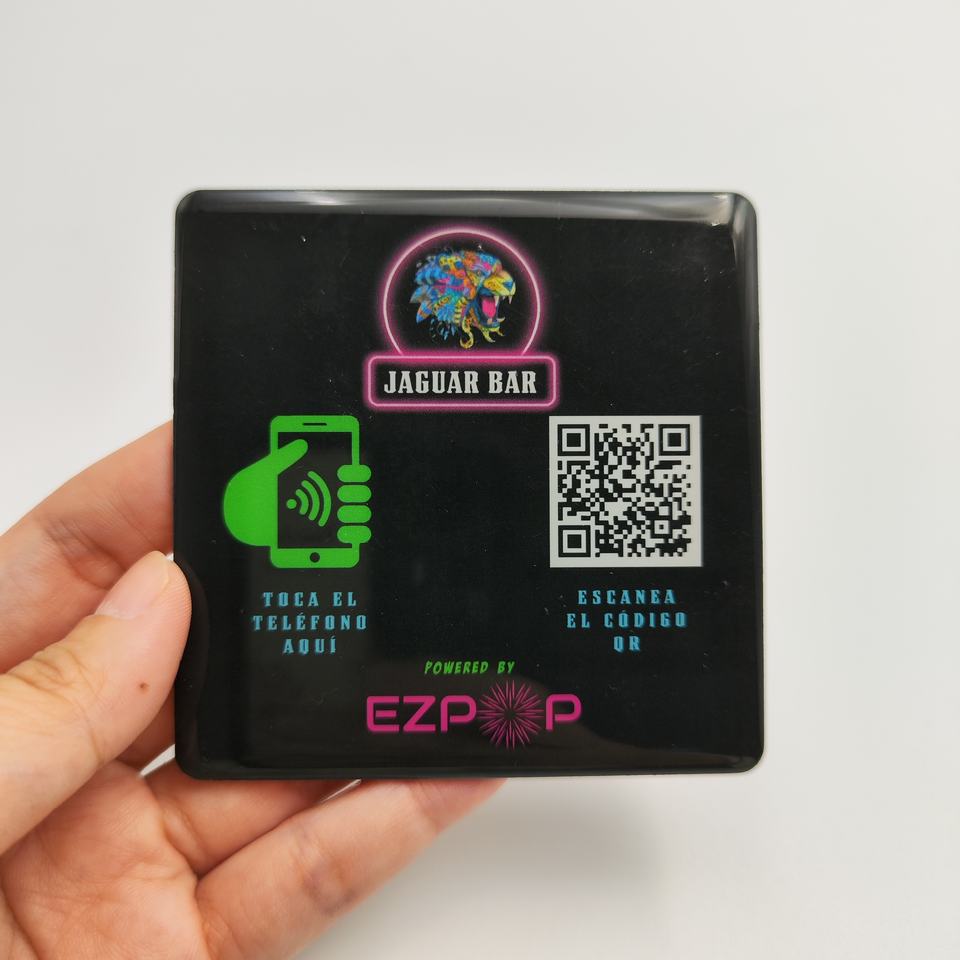 JAGUAR BAR
TOCA EL
TELÉFONO
AQUÍ
ESCANEA
EL CÓDIGO
QR
POWERED BY
EZPOP